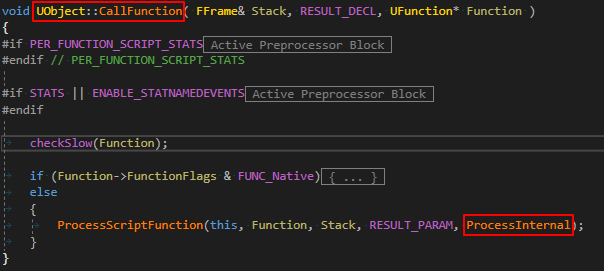 void UObject::CallFunction( FFrame& Stack, RESULT_DECL, UFunction* Function )
{
#if PER_FUNCTION_SCRIPT_STATS Active Preprocessor Block
#endif // PER_FUNCTION_SCRIPT_STATS
#if STATS || ENABLE_STATNAMEDEVENTS Active Preprocessor Block
#endif
checkSlow(Function);
if (Function->FunctionFlags & FUNC_Native) { ... }
else
{
ProcessScriptFunction(this, Function, Stack, RESULT_PARAM, ProcessInternal);
}
}